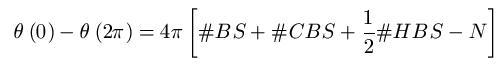 θ (0) − θ (2π) = 4π [ #BS + #CBS + 1/2 #HBS − N ]